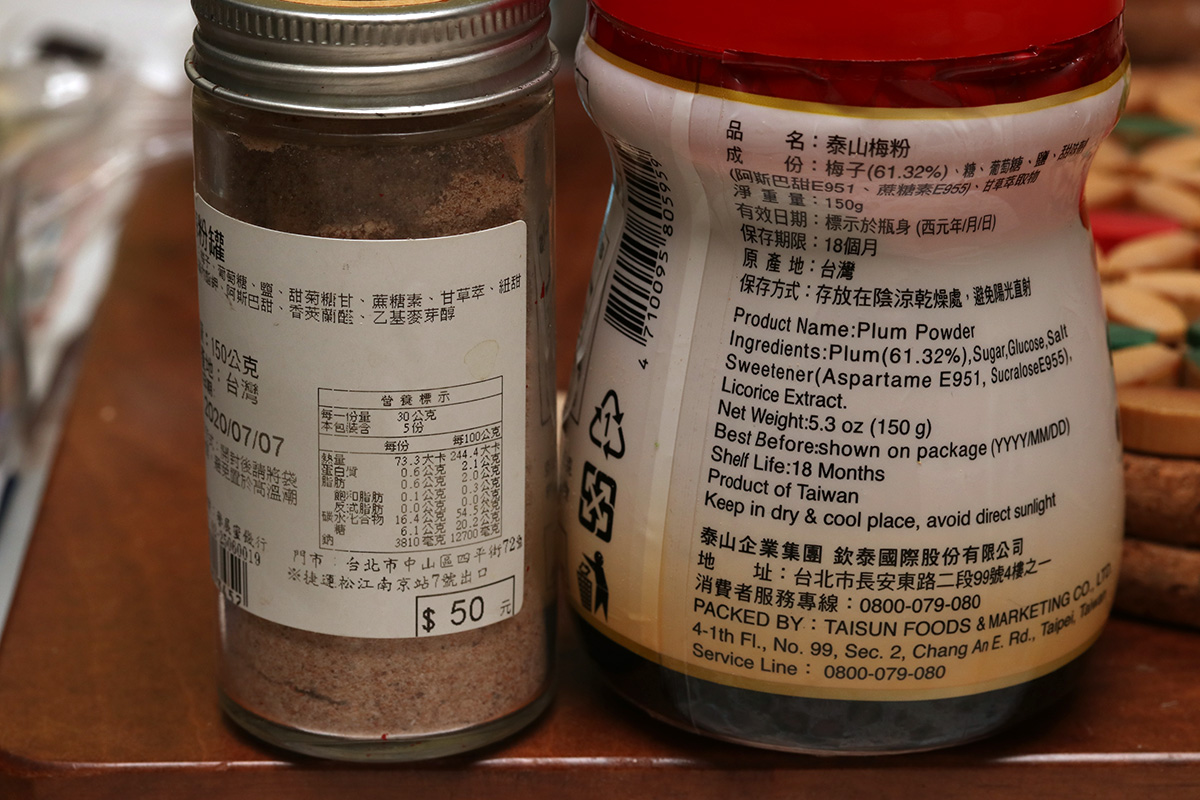 粉罐
葡萄糖、鹽、甜菊糖甘、蔗糖素、甘草萃、紐甜
阿斯巴甜、香莢蘭醛、乙基麥芽醇
:150公克
:台灣
2020/07/07
開封後請將袋
高溫潮
營養標示
每一份量 30公克
本包裝含 5份
每份 每100公克
熱量 73.3大卡 244.4大卡
蛋白質 0.6公克 2.1公克
脂肪 0.6公克 2.0公克
飽和脂肪 0.1公克 0.3公克
反式脂肪 0.0公克 0.0公克
碳水化合物 16.4公克 54.5公克
糖 6.1公克 20.2公克
鈉 3810毫克 12700毫克
門市:台北市中山區四平街72號
※捷運松江南京站7號出口
$ 50 元
品名:泰山梅粉
成份:梅子(61.32%)、糖、葡萄糖、鹽、甜味劑
(阿斯巴甜E951、蔗糖素E955)、甘草萃取物
淨重量:150g
有效日期:標示於瓶身 (西元年/月/日)
保存期限:18個月
原產地:台灣
保存方式:存放在陰涼乾燥處,避免陽光直射
Product Name:Plum Powder
Ingredients:Plum(61.32%),Sugar,Glucose,Salt
Sweetener(Aspartame E951, SucraloseE955),
Licorice Extract.
Net Weight:5.3 oz (150 g)
Best Before:shown on package (YYYY/MM/DD)
Shelf Life:18 Months
Product of Taiwan
Keep in dry & cool place, avoid direct sunlight
泰山企業集團 欽泰國際股份有限公司
地址:台北市長安東路二段99號4樓之一
消費者服務專線:0800-079-080
PACKED BY : TAISUN FOODS & MARKETING CO., LTD.
4-1th Fl., No. 99, Sec. 2, Chang An E. Rd., Taipei, Taiwan
Service Line : 0800-079-080
4 710095 805959